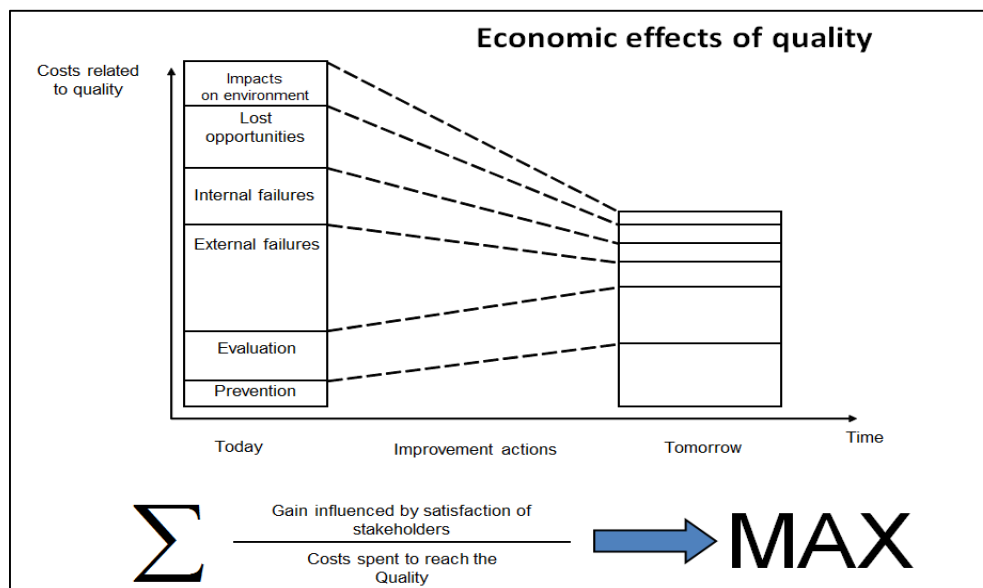 Economic effects of quality
Costs related
to quality
Impacts
on environment
Lost
opportunities
Internal failures
External failures
Evaluation
Prevention
Today
Improvement actions
Tomorrow
Time
∑
Gain influenced by satisfaction of
stakeholders
Costs spent to reach the
Quality
MAX